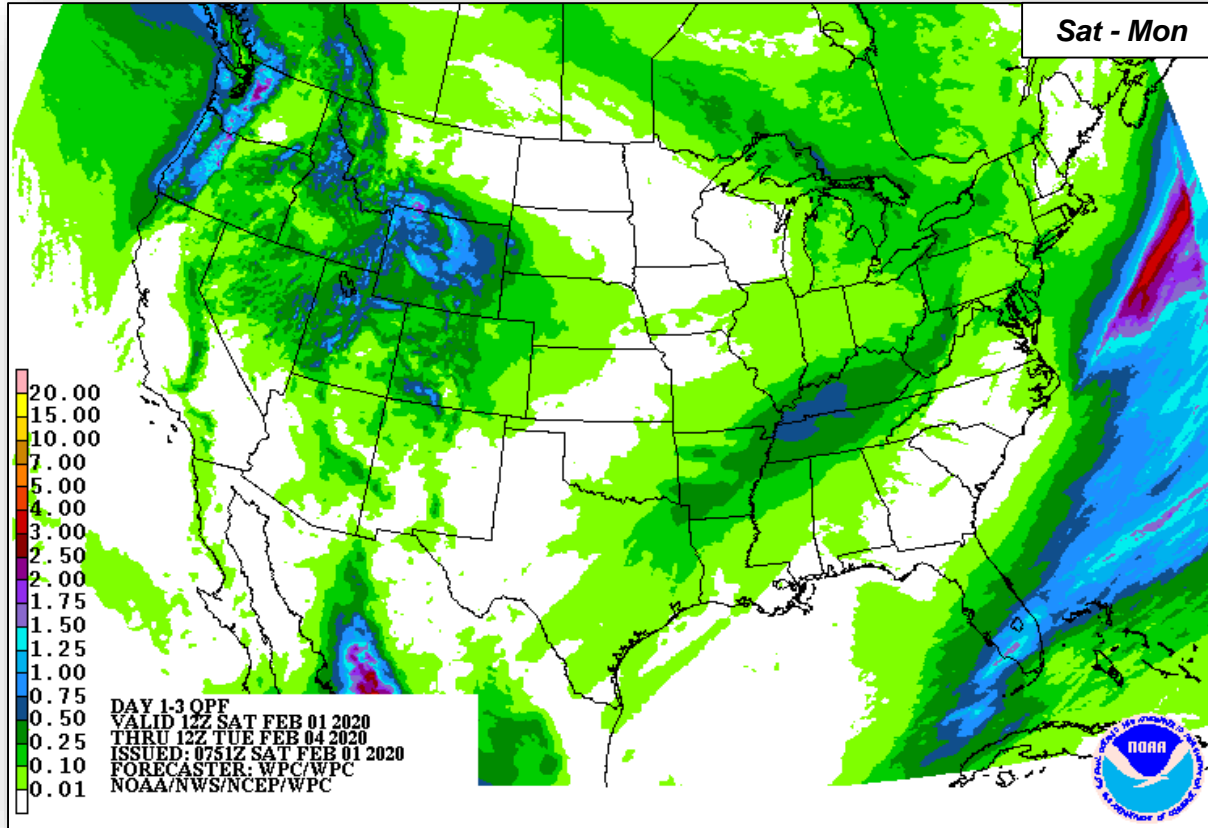 Sat - Mon
20.00
15.00
10.00
7.00
5.00
4.00
3.00
2.50
2.00
1.75
1.50
1.25
1.00
0.75
0.50
0.25
0.10
0.01
DAY 1-3 QPF
VALID 12Z SAT FEB 01 2020
THRU 12Z TUE FEB 04 2020
ISSUED: 0751Z SAT FEB 01 2020
FORECASTER: WPC/WPC
NOAA/NWS/NCEP/WPC
NOAA